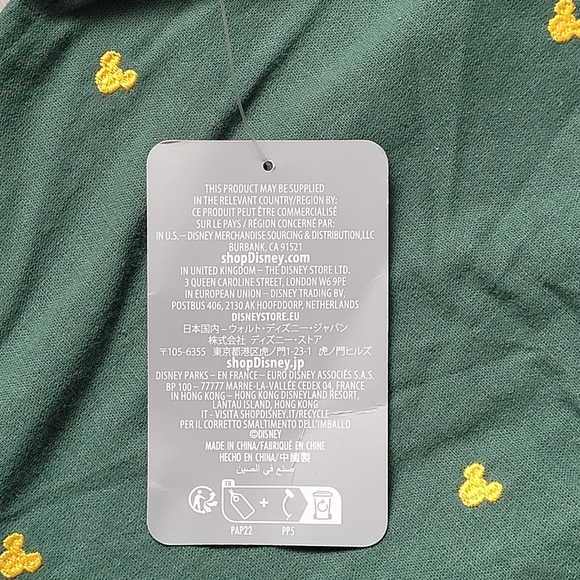 THIS PRODUCT MAY BE SUPPLIED
IN THE RELEVANT COUNTRY/REGION BY:
CE PRODUIT PEUT ÊTRE COMMERCIALISÉ
SUR LE PAYS / RÉGION CONCERNÉ PAR:
IN U.S. – DISNEY MERCHANDISE SOURCING & DISTRIBUTION,LLC
BURBANK, CA 91521
shopDisney.com
IN UNITED KINGDOM – THE DISNEY STORE LTD.
3 QUEEN CAROLINE STREET, LONDON W6 9PE
IN EUROPEAN UNION – DISNEY TRADING BV,
POSTBUS 406, 2130 AK HOOFDDORP, NETHERLANDS
DISNEYSTORE.EU
日本国内–ウォルト・ディズニー・ジャパン
株式会社 ディズニー・ストア
〒105-6355 東京都港区虎ノ門1-23-1 虎ノ門ヒルズ
shopDisney.jp
DISNEY PARKS – EN FRANCE – EURO DISNEY ASSOCIÉS S.A.S.
BP 100 – 77777 MARNE-LA-VALLÉE CEDEX 04, FRANCE
IN HONG KONG – HONG KONG DISNEYLAND RESORT,
LANTAU ISLAND, HONG KONG
IT - VISITA SHOPDISNEY.IT/RECYCLE
PER IL CORRETTO SMALTIMENTO DELL'IMBALLO
©DISNEY
MADE IN CHINA/FABRIQUÉ EN CHINE
HECHO EN CHINA/中國製
صنع في الصين
FR
+
PAP22 PP5